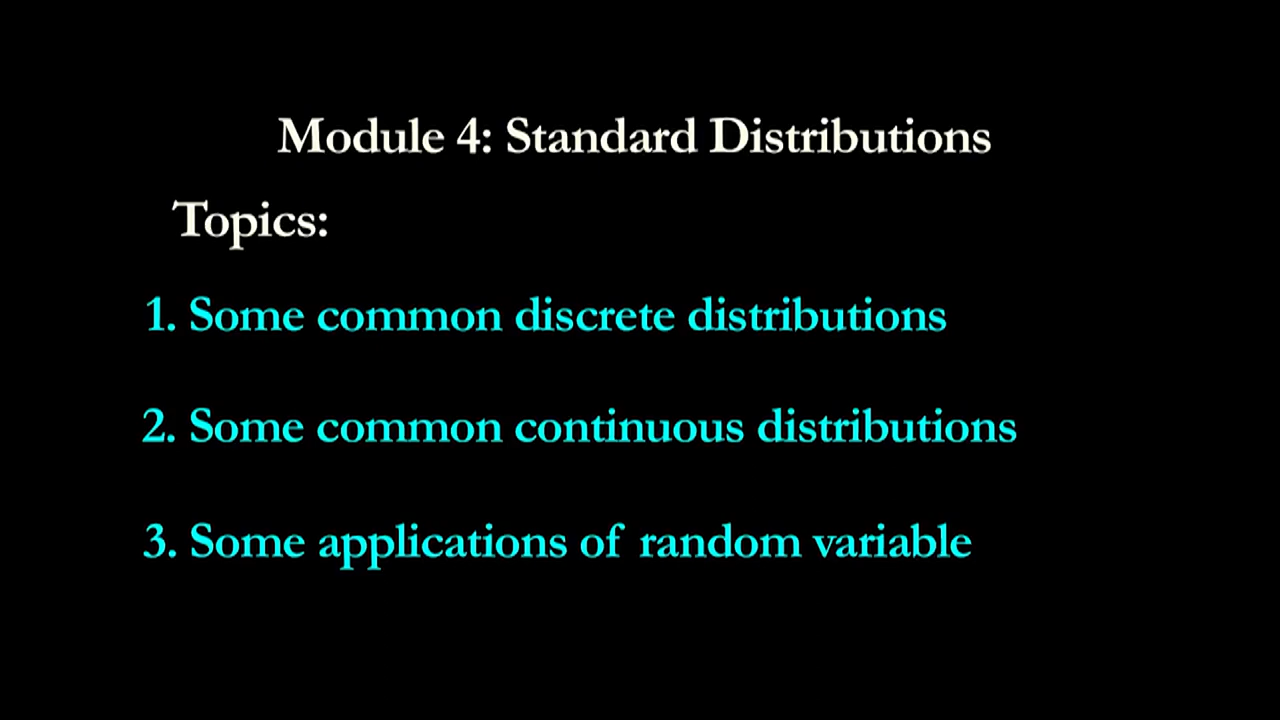 Module 4: Standard Distributions
Topics:
1. Some common discrete distributions
2. Some common continuous distributions
3. Some applications of random variable